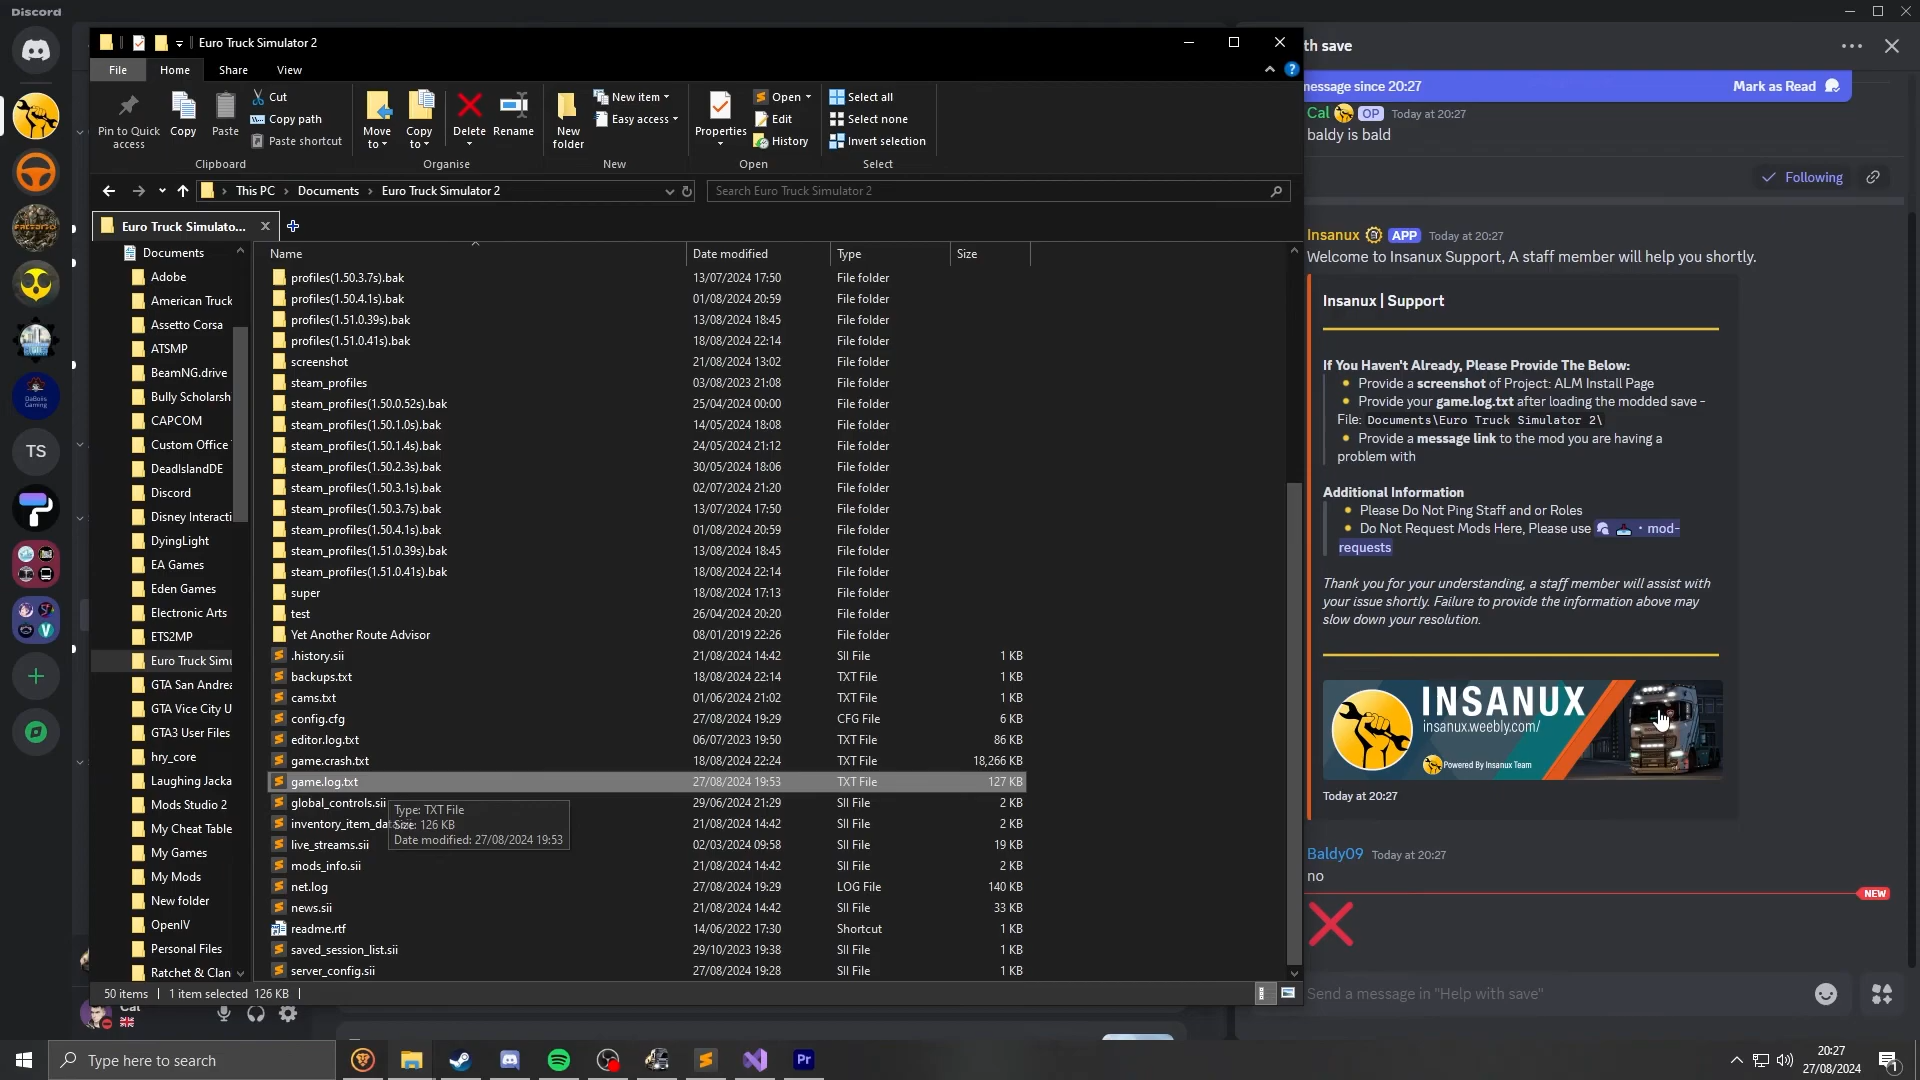 Discord
Euro Truck Simulator 2
File
Home
Share
View
Pin to Quick access
Copy
Paste
Cut
Copy path
Paste shortcut
Clipboard
Move to
Copy to
Delete
Rename
Organise
New folder
New item
Easy access
New
Properties
Open
Edit
History
Open
Select all
Select none
Invert selection
Select
This PC
Documents
Euro Truck Simulator 2
Search Euro Truck Simulator 2
Euro Truck Simulato...
Documents
Adobe
American Truck
Assetto Corsa
ATSMP
BeamNG.drive
Bully Scholarsh
CAPCOM
Custom Office
DeadIslandDE
Discord
Disney Interacti
DyingLight
EA Games
Eden Games
Electronic Arts
ETS2MP
Euro Truck Simu
GTA San Andrea
GTA Vice City U
GTA3 User Files
hry_core
Laughing Jacka
Mods Studio 2
My Cheat Table
My Games
My Mods
New folder
OpenIV
Personal Files
Ratchet & Clan
TS
Name Date modified Type Size
profiles(1.50.3.7s).bak 13/07/2024 17:50 File folder
profiles(1.50.4.1s).bak 01/08/2024 20:59 File folder
profiles(1.51.0.39s).bak 13/08/2024 18:45 File folder
profiles(1.51.0.41s).bak 18/08/2024 22:14 File folder
screenshot 21/08/2024 13:02 File folder
steam_profiles 03/08/2023 21:08 File folder
steam_profiles(1.50.0.52s).bak 25/04/2024 00:00 File folder
steam_profiles(1.50.1.0s).bak 14/05/2024 18:08 File folder
steam_profiles(1.50.1.4s).bak 24/05/2024 21:12 File folder
steam_profiles(1.50.2.3s).bak 30/05/2024 18:06 File folder
steam_profiles(1.50.3.1s).bak 02/07/2024 21:20 File folder
steam_profiles(1.50.3.7s).bak 13/07/2024 17:50 File folder
steam_profiles(1.50.4.1s).bak 01/08/2024 20:59 File folder
steam_profiles(1.51.0.39s).bak 13/08/2024 18:45 File folder
steam_profiles(1.51.0.41s).bak 18/08/2024 22:14 File folder
super 18/08/2024 17:13 File folder
test 26/04/2024 20:20 File folder
Yet Another Route Advisor 08/01/2019 22:26 File folder
.history.sii 21/08/2024 14:42 SII File 1 KB
backups.txt 18/08/2024 22:14 TXT File 1 KB
cams.txt 01/06/2024 21:02 TXT File 1 KB
config.cfg 27/08/2024 19:29 CFG File 6 KB
editor.log.txt 06/07/2023 19:50 TXT File 86 KB
game.crash.txt 18/08/2024 22:24 TXT File 18,266 KB
game.log.txt 27/08/2024 19:53 TXT File 127 KB
global_controls.sii 29/06/2024 21:29 SII File 2 KB
inventory_item_da 21/08/2024 14:42 SII File 2 KB
live_streams.sii 02/03/2024 09:58 SII File 19 KB
mods_info.sii 21/08/2024 14:42 SII File 2 KB
net.log 27/08/2024 19:29 LOG File 140 KB
news.sii 21/08/2024 14:42 SII File 33 KB
readme.rtf 14/06/2022 17:30 Shortcut 1 KB
saved_session_list.sii 29/10/2023 19:38 SII File 1 KB
server_config.sii 27/08/2024 19:28 SII File 1 KB
Type: TXT File
Size: 126 KB
Date modified: 27/08/2024 19:53
50 items
1 item selected 126 KB
Cal
th save
message since 20:27
Mark as Read
Cal OP Today at 20:27
baldy is bald
Following
Insanux APP Today at 20:27
Welcome to Insanux Support, A staff member will help you shortly.
Insanux | Support
If You Haven't Already, Please Provide The Below:
• Provide a screenshot of Project: ALM Install Page
• Provide your game.log.txt after loading the modded save -
File: Documents\Euro Truck Simulator 2\
• Provide a message link to the mod you are having a
problem with
Additional Information
• Please Do Not Ping Staff and or Roles
• Do Not Request Mods Here, Please use • mod-
requests
Thank you for your understanding, a staff member will assist with
your issue shortly. Failure to provide the information above may
slow down your resolution.
INSANUX
insanux.weebly.com/
Powered By Insanux Team
Today at 20:27
Baldy09 Today at 20:27
no
NEW
Send a message in "Help with save"
Type here to search
Pr
20:27
27/08/2024
1